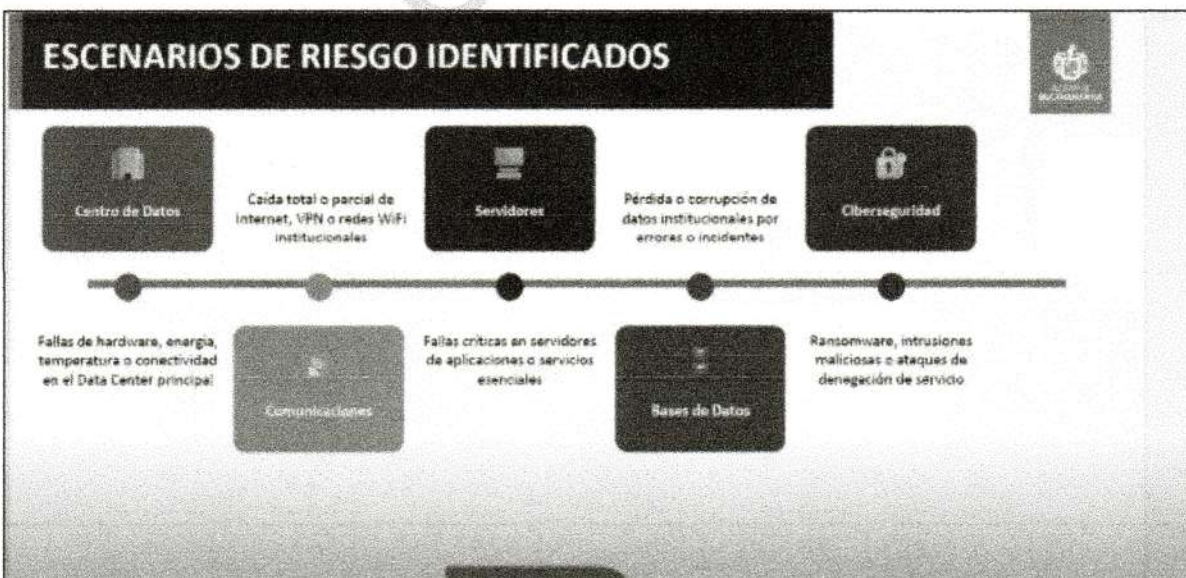 ESCENARIOS DE RIESGO IDENTIFICADOS
BUCARAMANGA
Centro de Datos
Fallas de hardware, energía,
temperatura o conectividad
en el Data Center principal
Caída total o parcial de
Internet, VPN o redes WiFi
institucionales
Comunicaciones
Servidores
Fallas críticas en servidores
de aplicaciones o servicios
esenciales
Pérdida o corrupción de
datos institucionales por
errores o incidentes
Bases de Datos
Ciberseguridad
Ransomware, intrusiones
maliciosas o ataques de
denegación de servicio